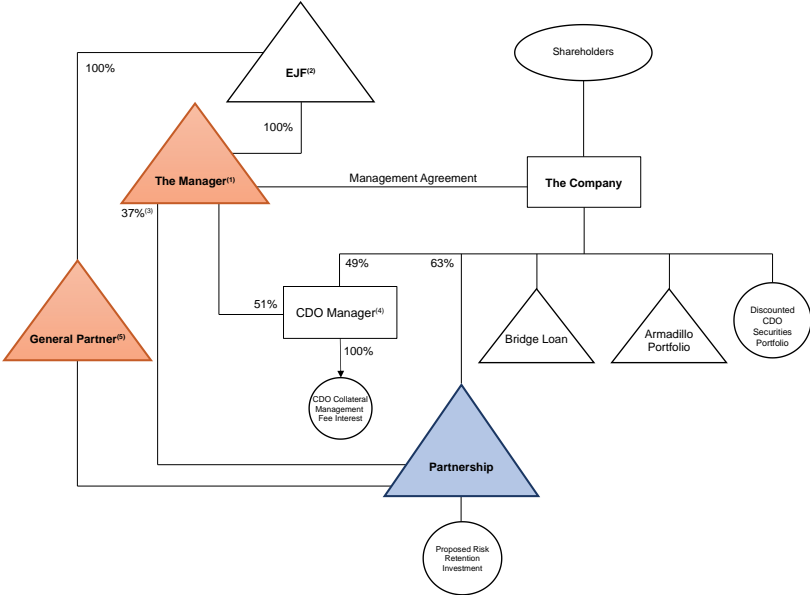 Shareholders
100%
EJF(2)
100%
The Manager(1)
Management Agreement
The Company
37%(3)
49%
63%
51%
CDO Manager(4)
General Partner(5)
100%
Bridge Loan
Armadillo
Portfolio
Discounted
CDO
Securities
Portfolio
CDO Collateral
Management
Fee Interest
Partnership
Proposed Risk
Retention
Investment